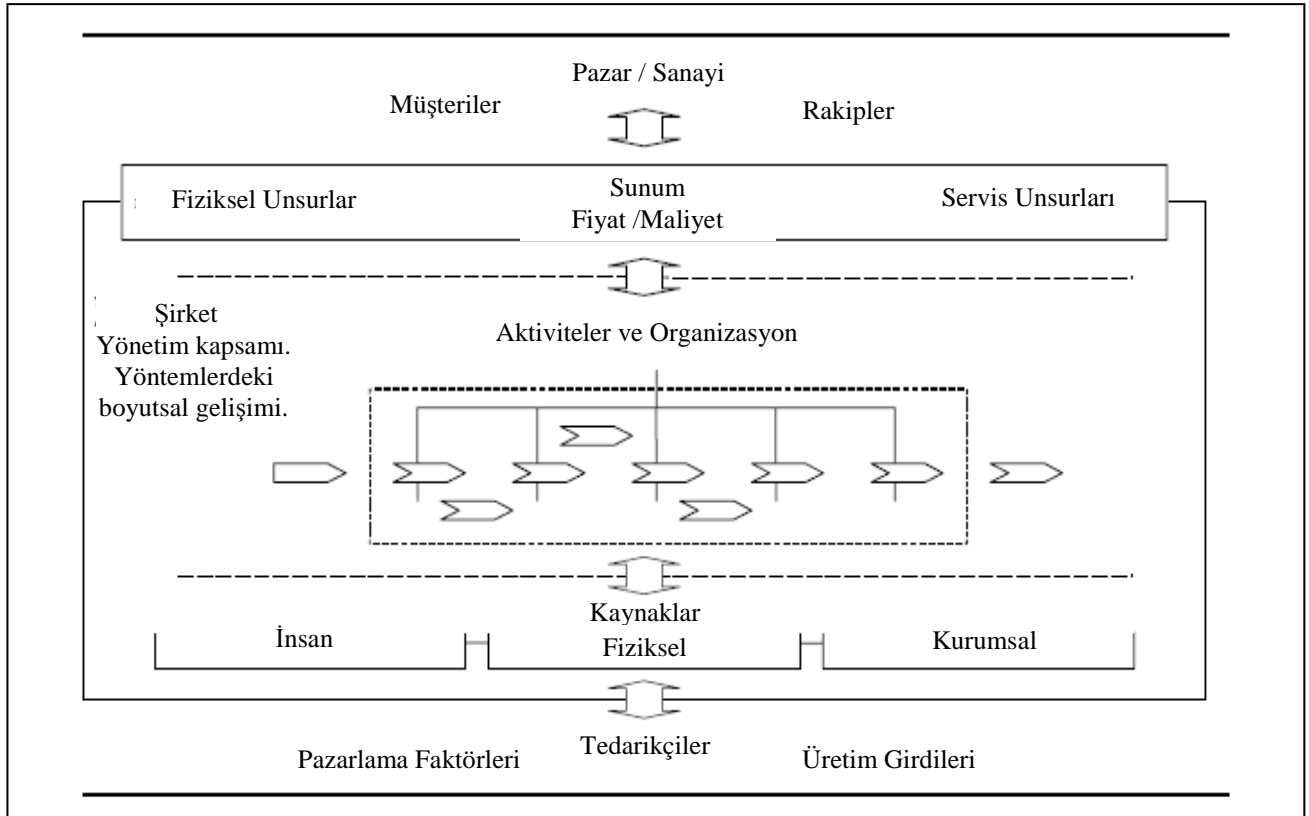 Pazar / Sanayi
Müşteriler
Rakipler
Fiziksel Unsurlar
Sunum
Fiyat /Maliyet
Servis Unsurları
Şirket
Yönetim kapsamı.
Yöntemlerdeki
boyutsal gelişimi.
Aktiviteler ve Organizasyon
Kaynaklar
İnsan
Fiziksel
Kurumsal
Pazarlama Faktörleri
Tedarikçiler
Üretim Girdileri